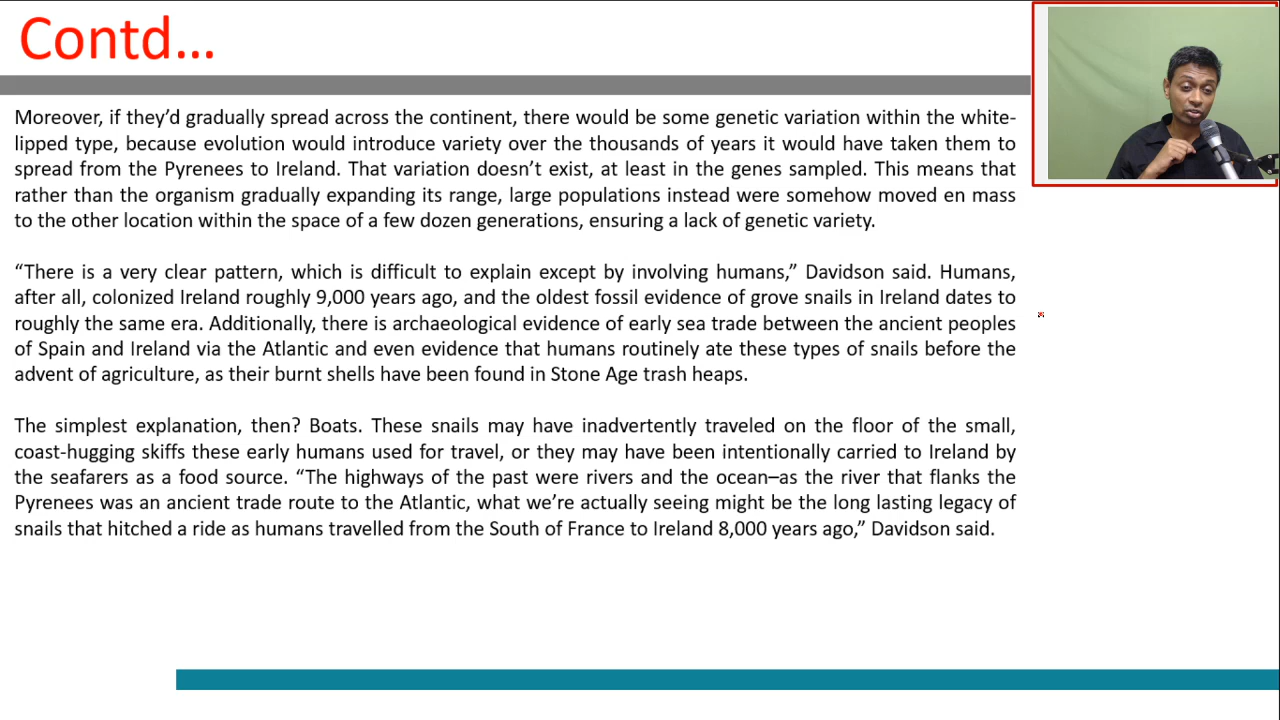 Contd...
Moreover, if they’d gradually spread across the continent, there would be some genetic variation within the white-
lipped type, because evolution would introduce variety over the thousands of years it would have taken them to
spread from the Pyrenees to Ireland. That variation doesn’t exist, at least in the genes sampled. This means that
rather than the organism gradually expanding its range, large populations instead were somehow moved en mass
to the other location within the space of a few dozen generations, ensuring a lack of genetic variety.
“There is a very clear pattern, which is difficult to explain except by involving humans,” Davidson said. Humans,
after all, colonized Ireland roughly 9,000 years ago, and the oldest fossil evidence of grove snails in Ireland dates to
roughly the same era. Additionally, there is archaeological evidence of early sea trade between the ancient peoples
of Spain and Ireland via the Atlantic and even evidence that humans routinely ate these types of snails before the
advent of agriculture, as their burnt shells have been found in Stone Age trash heaps.
The simplest explanation, then? Boats. These snails may have inadvertently traveled on the floor of the small,
coast-hugging skiffs these early humans used for travel, or they may have been intentionally carried to Ireland by
the seafarers as a food source. “The highways of the past were rivers and the ocean–as the river that flanks the
Pyrenees was an ancient trade route to the Atlantic, what we’re actually seeing might be the long lasting legacy of
snails that hitched a ride as humans travelled from the South of France to Ireland 8,000 years ago,” Davidson said.